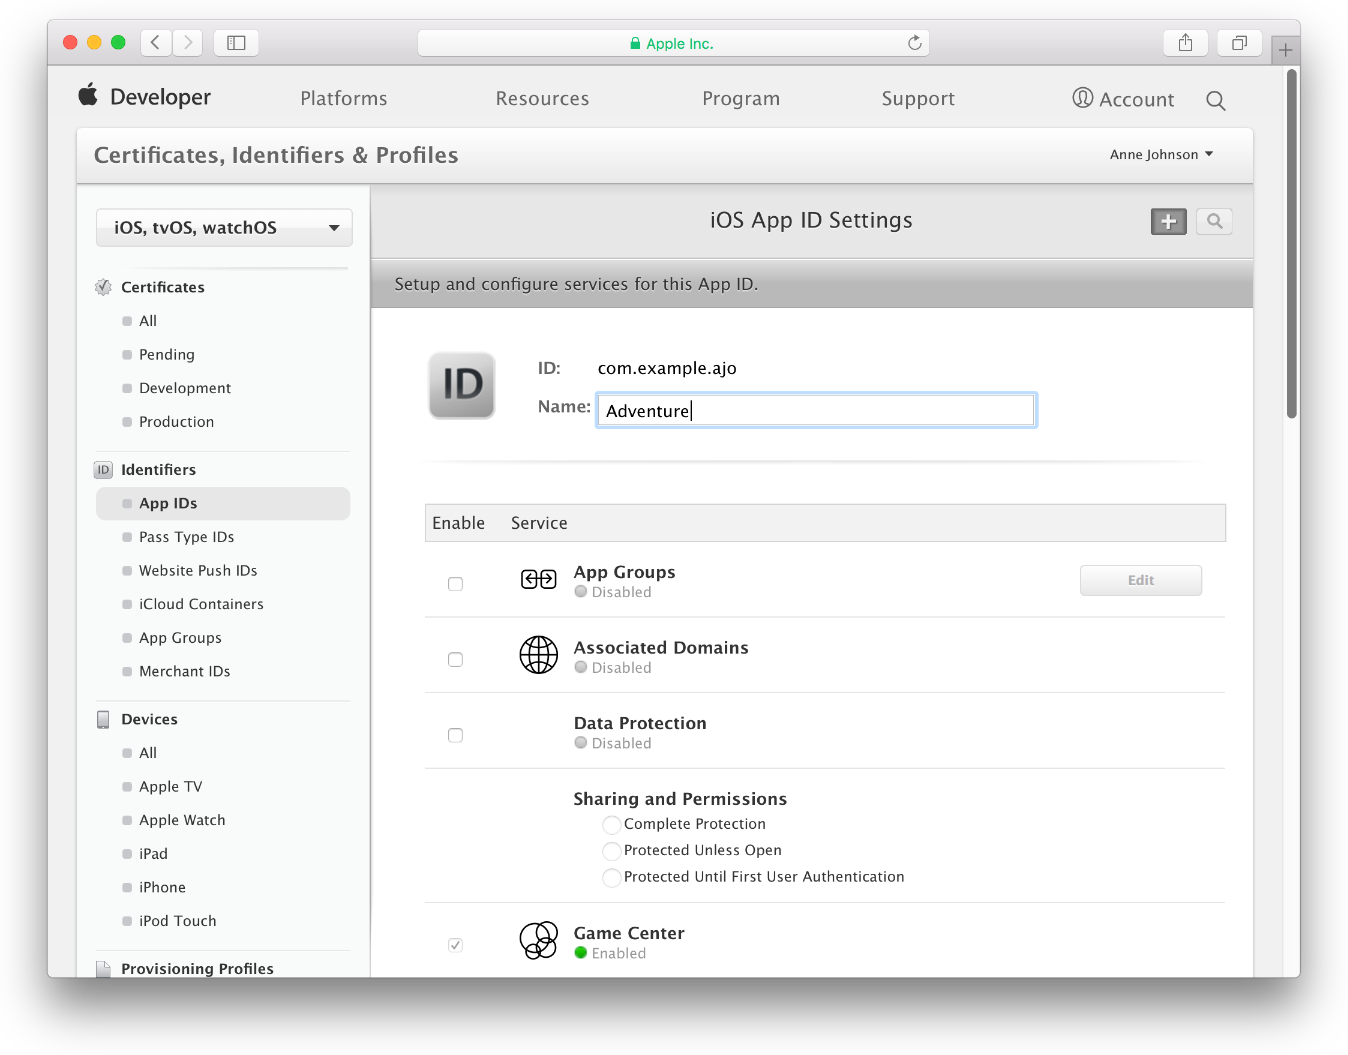 Apple Inc.
Developer
Platforms
Resources
Program
Support
Account
Certificates, Identifiers & Profiles
Anne Johnson
iOS, tvOS, watchOS
Certificates
All
Pending
Development
Production
ID Identifiers
App IDs
Pass Type IDs
Website Push IDs
iCloud Containers
App Groups
Merchant IDs
Devices
All
Apple TV
Apple Watch
iPad
iPhone
iPod Touch
Provisioning Profiles
iOS App ID Settings
Setup and configure services for this App ID.
ID
ID: com.example.ajo
Name: Adventure
Enable Service
App Groups
Disabled
Edit
Associated Domains
Disabled
Data Protection
Disabled
Sharing and Permissions
Complete Protection
Protected Unless Open
Protected Until First User Authentication
Game Center
Enabled